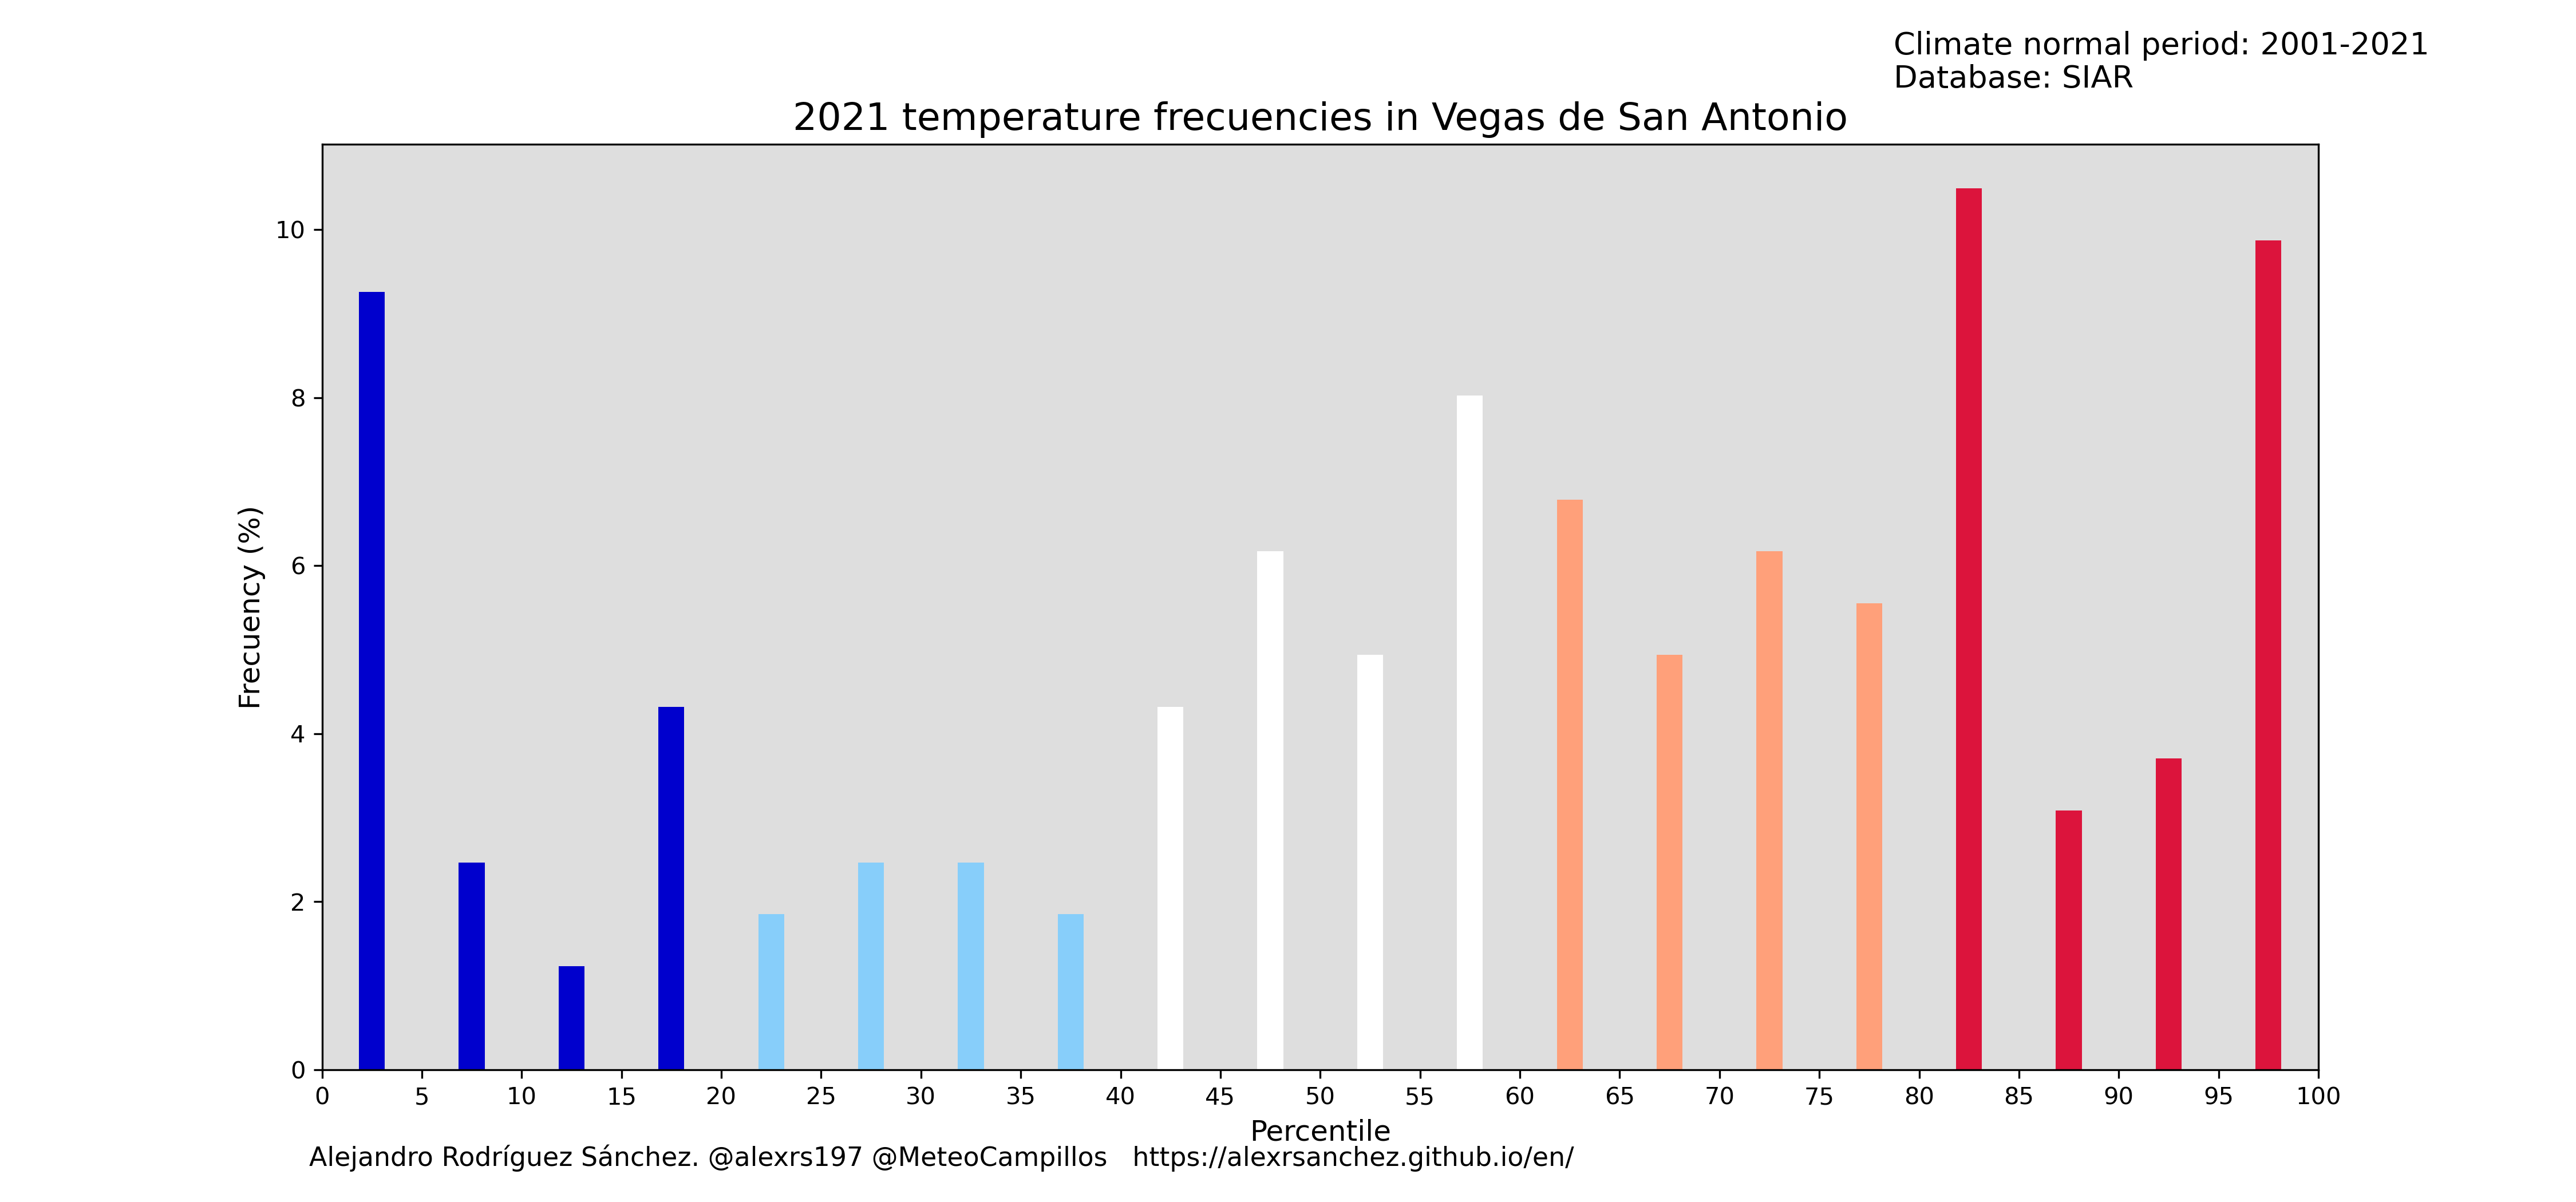 Climate normal period: 2001-2021
Database: SIAR
2021 temperature frecuencies in Vegas de San Antonio
Frecuency (%)
10
8
6
4
2
0
0 5 10 15 20 25 30 35 40 45 50 55 60 65 70 75 80 85 90 95 100
Percentile
Alejandro Rodríguez Sánchez. @alexrs197 @MeteoCampillos https://alexrsanchez.github.io/en/